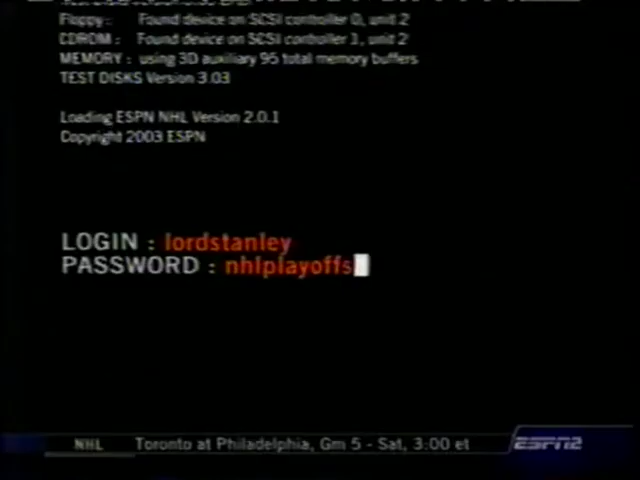 Floppy : Found device on SCSI controller 0, unit 2
CDROM : Found device on SCSI controller 1, unit 2
MEMORY : using 3D auxiliary 95 total memory buffers
TEST DISKS Version 3.03
Loading ESPN NHL Version 2.0.1
Copyright 2003 ESPN
LOGIN : lordstanley
PASSWORD : nhlplayoffs
NHL Toronto at Philadelphia, Gm 5 - Sat, 3:00 et ESPN2